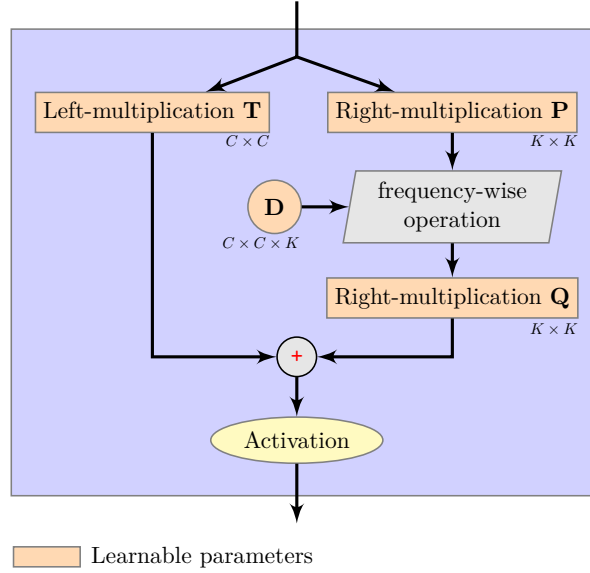 Left-multiplication T
C × C
Right-multiplication P
K × K
frequency-wise
operation
D
C × C × K
Right-multiplication Q
K × K
+
Activation
Learnable parameters